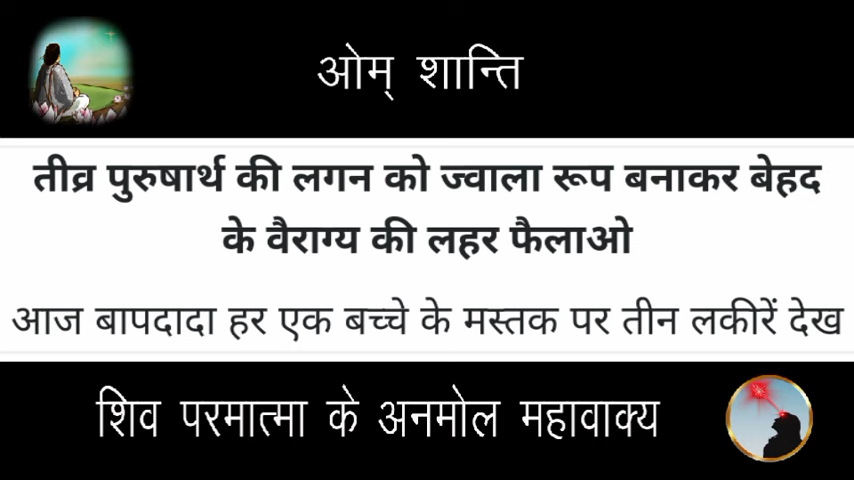 ओम् शान्ति
तीव्र पुरुषार्थ की लगन को ज्वाला रूप बनाकर बेहद
के वैराग्य की लहर फैलाओ
आज बापदादा हर एक बच्चे के मस्तक पर तीन लकीरें देख
शिव परमात्मा के अनमोल महावाक्य